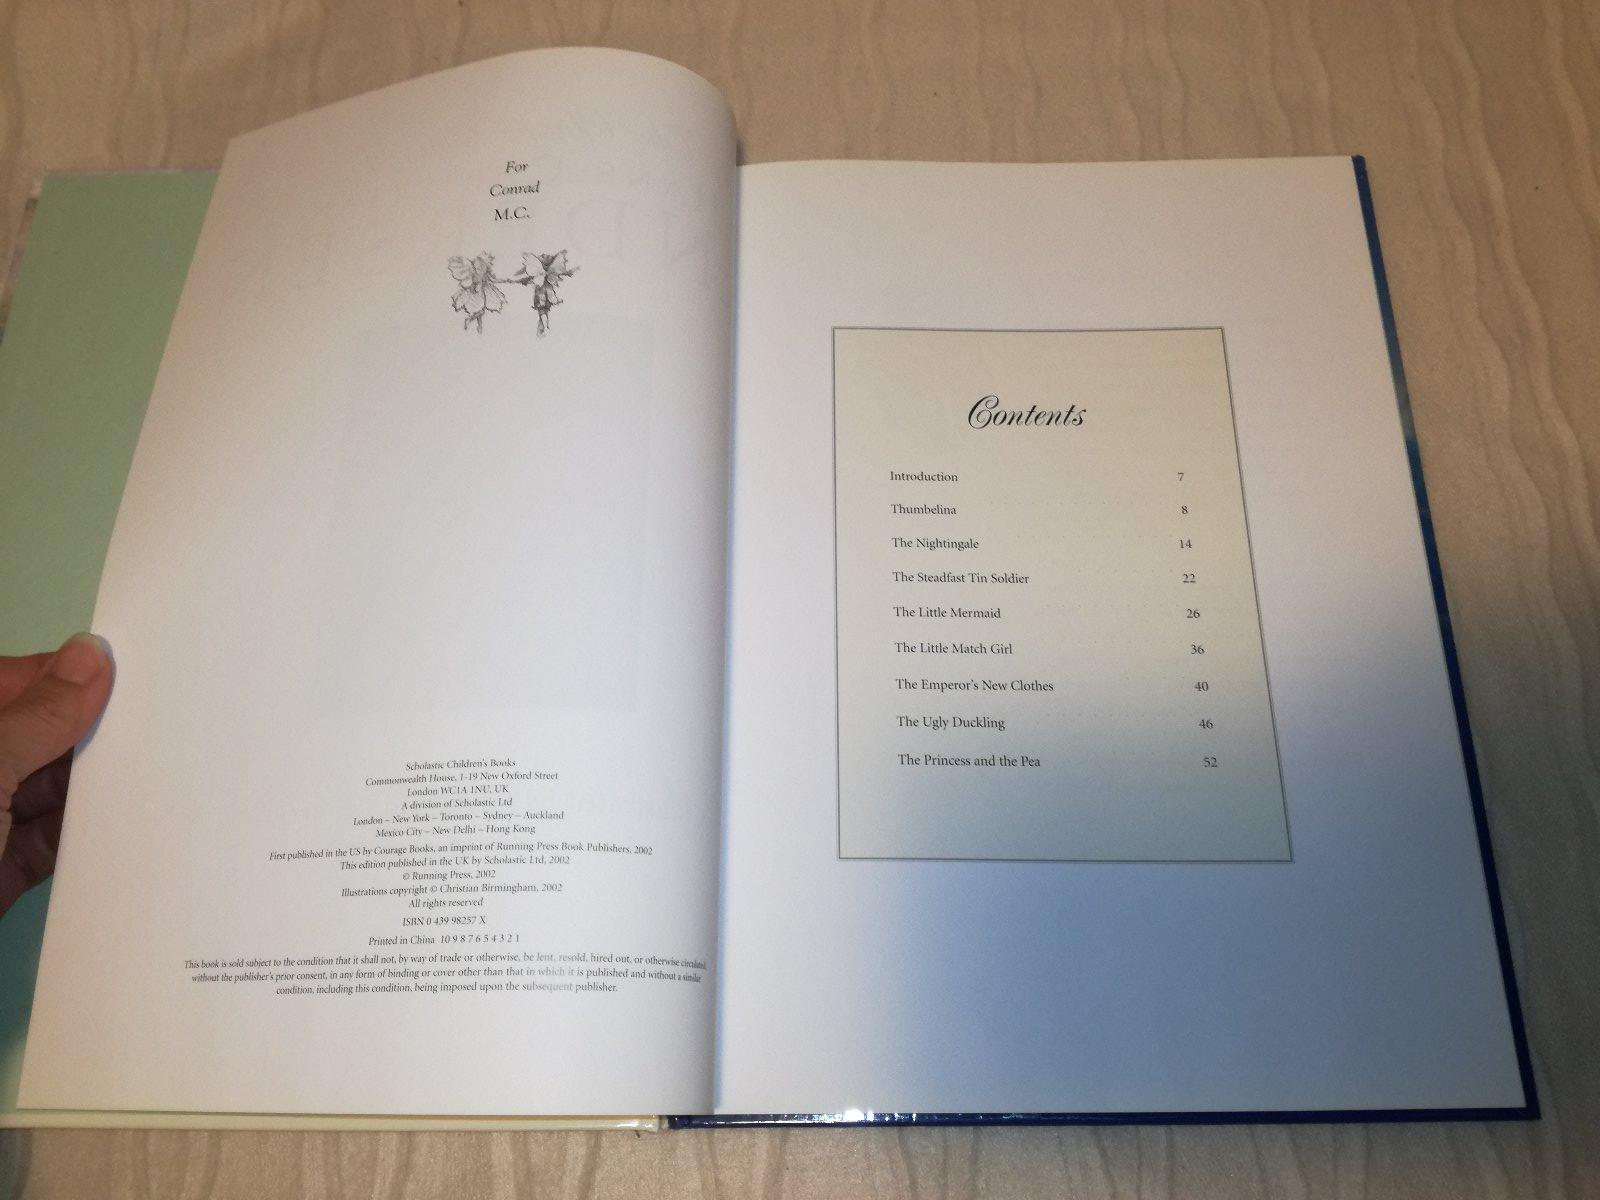 For
Conrad
M.C.
Scholastic Children's Books
Commonwealth House, 1-19 New Oxford Street
London WC1A 1NU, UK
A division of Scholastic Ltd
London – New York – Toronto – Sydney – Auckland
Mexico City – New Delhi – Hong Kong
First published in the US by Courage Books, an imprint of Running Press Book Publishers, 2002
This edition published in the UK by Scholastic Ltd, 2002
© Running Press, 2002
Illustrations copyright © Christian Birmingham, 2002
All rights reserved
ISBN 0 439 98257 X
Printed in China 10 9 8 7 6 5 4 3 2 1
This book is sold subject to the condition that it shall not, by way of trade or otherwise, be lent, resold, hired out, or otherwise circulated
without the publisher's prior consent, in any form of binding or cover other than that in which it is published and without a similar
condition, including this condition, being imposed upon the subsequent publisher.
Contents
Introduction 7
Thumbelina 8
The Nightingale 14
The Steadfast Tin Soldier 22
The Little Mermaid 26
The Little Match Girl 36
The Emperor's New Clothes 40
The Ugly Duckling 46
The Princess and the Pea 52